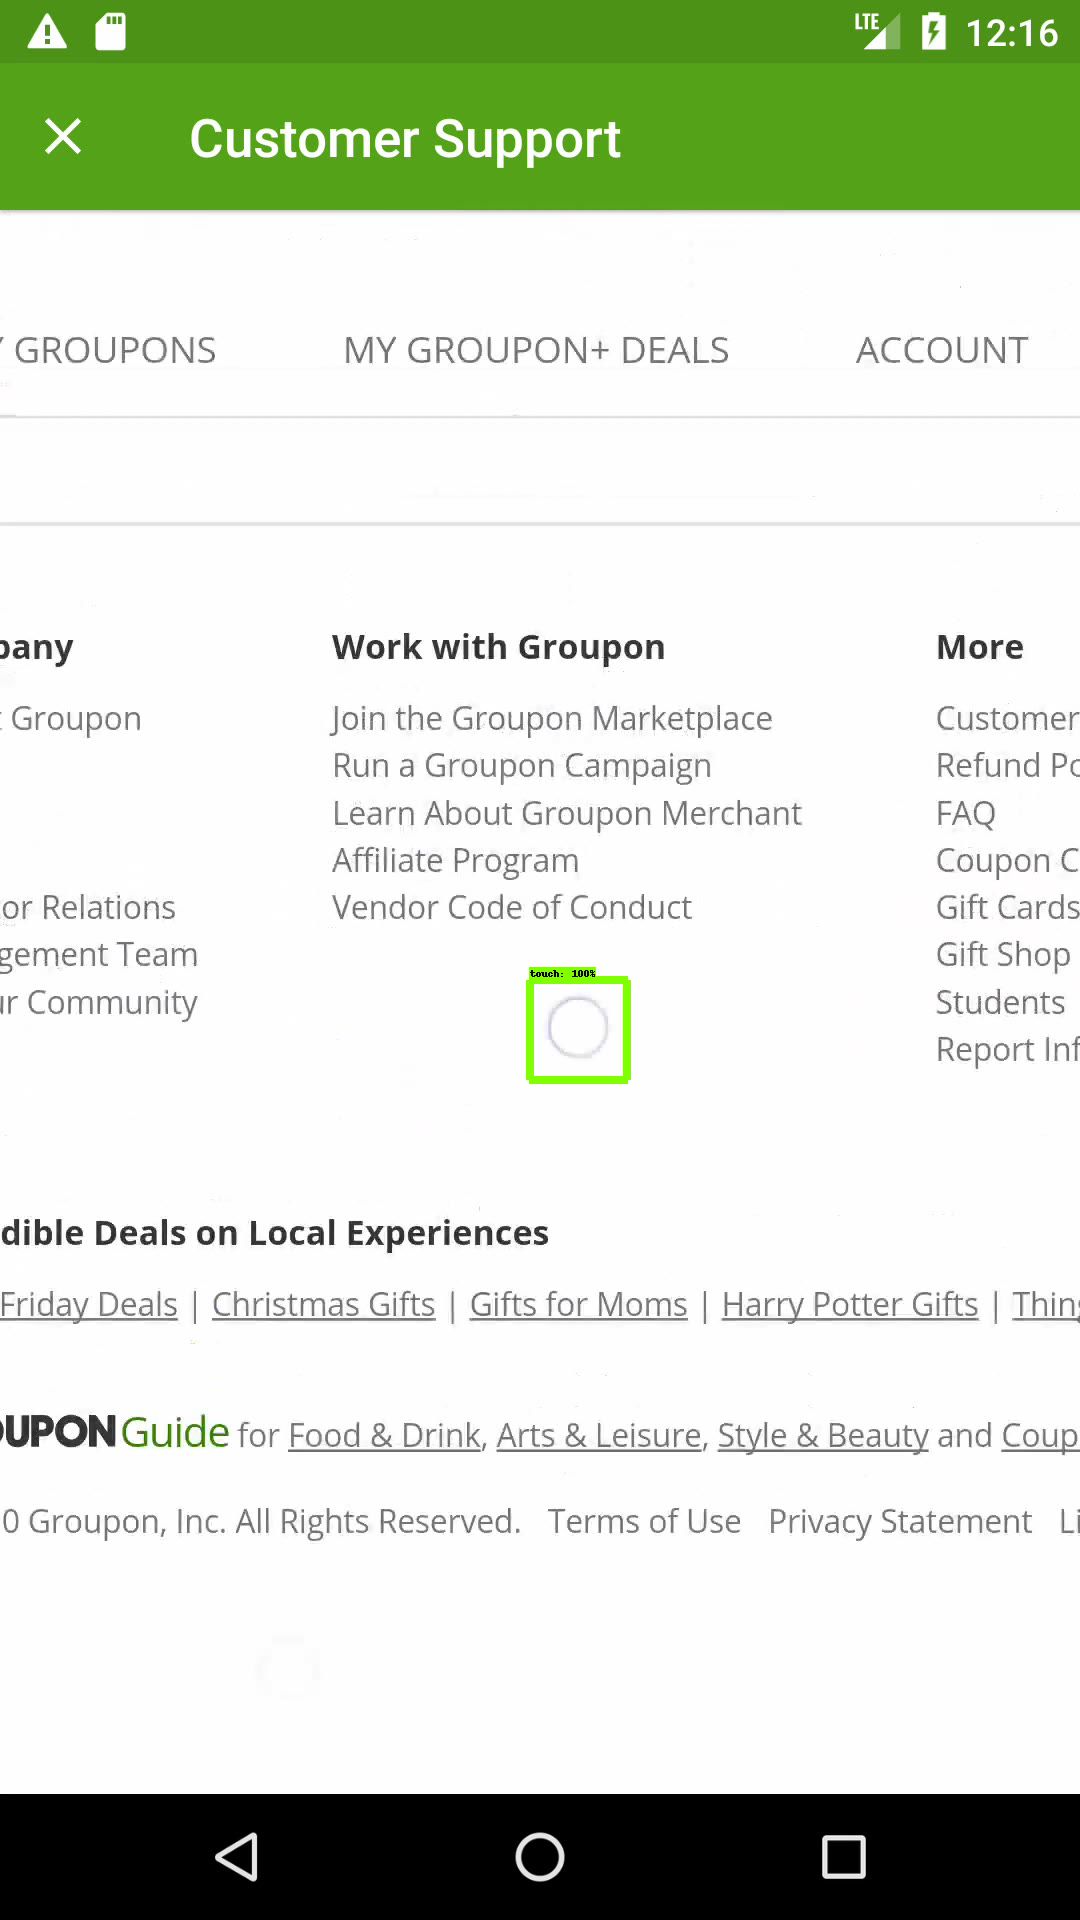 LTE 12:16
Customer Support
GROUPONS MY GROUPON+ DEALS ACCOUNT
pany Work with Groupon More
Groupon Join the Groupon Marketplace Customer
Run a Groupon Campaign Refund Po
Learn About Groupon Merchant FAQ
Affiliate Program Coupon C
or Relations Vendor Code of Conduct Gift Cards
gement Team Gift Shop
ur Community Students
touch: 100%
Report Inf
dible Deals on Local Experiences
Friday Deals | Christmas Gifts | Gifts for Moms | Harry Potter Gifts | Thing
OUPON Guide for Food & Drink, Arts & Leisure, Style & Beauty and Coup
0 Groupon, Inc. All Rights Reserved. Terms of Use Privacy Statement Li